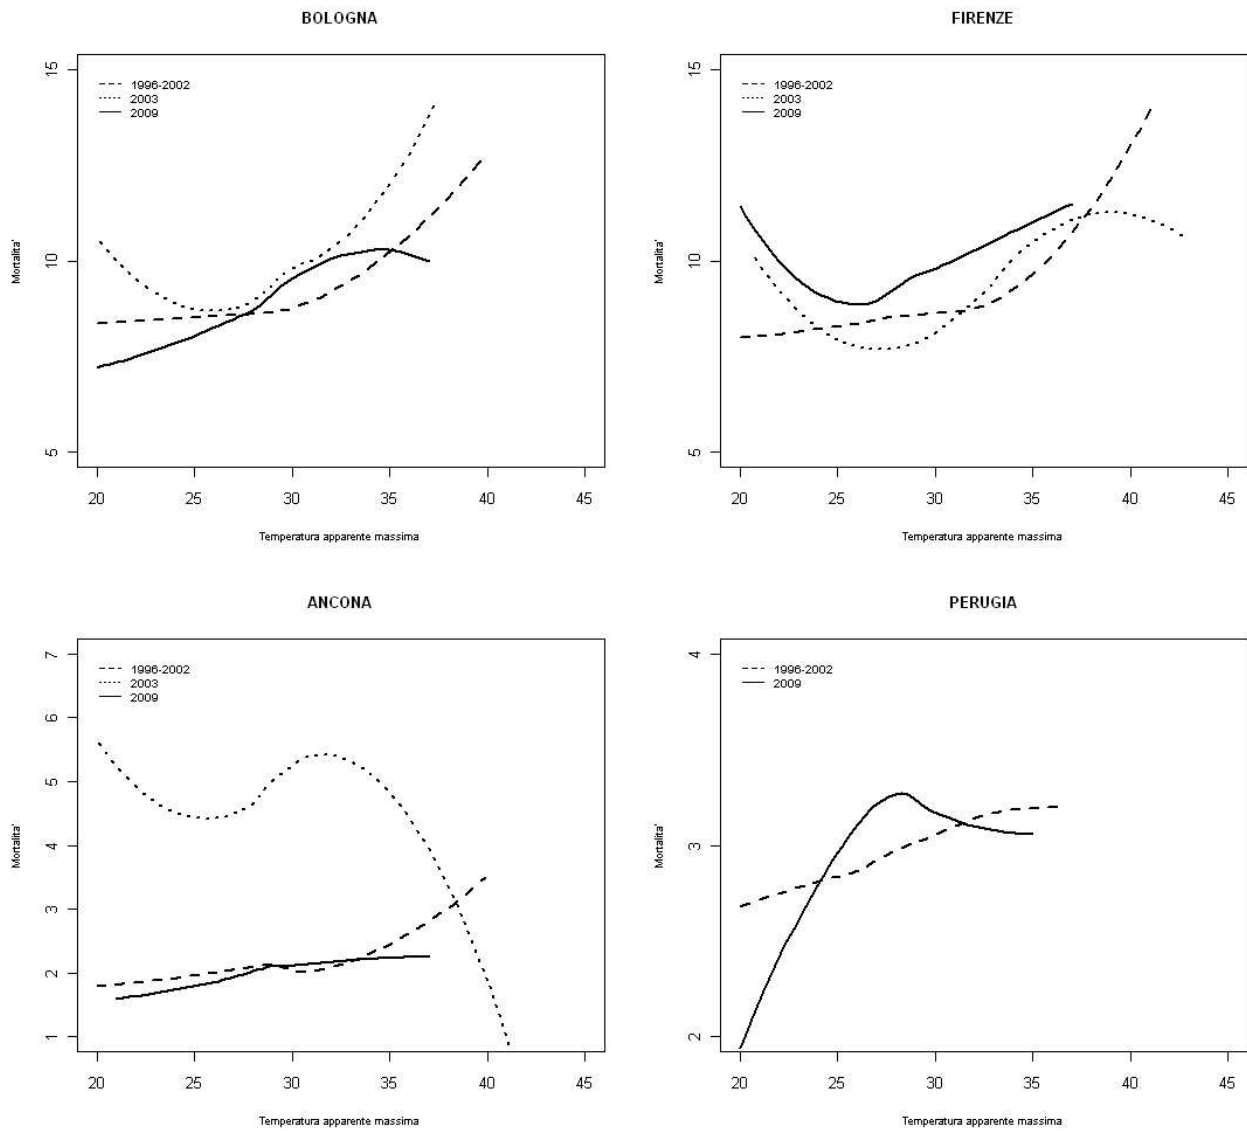 BOLOGNA
15
10
5
Mortalita'
1996-2002
2003
2009
20 25 30 35 40 45
Temperatura apparente massima
FIRENZE
15
10
5
Mortalita'
1996-2002
2003
2009
20 25 30 35 40 45
Temperatura apparente massima
ANCONA
7
6
5
4
3
2
1
Mortalita'
1996-2002
2003
2009
20 25 30 35 40 45
Temperatura apparente massima
PERUGIA
4
3
2
Mortalita'
1996-2002
2009
20 25 30 35 40 45
Temperatura apparente massima